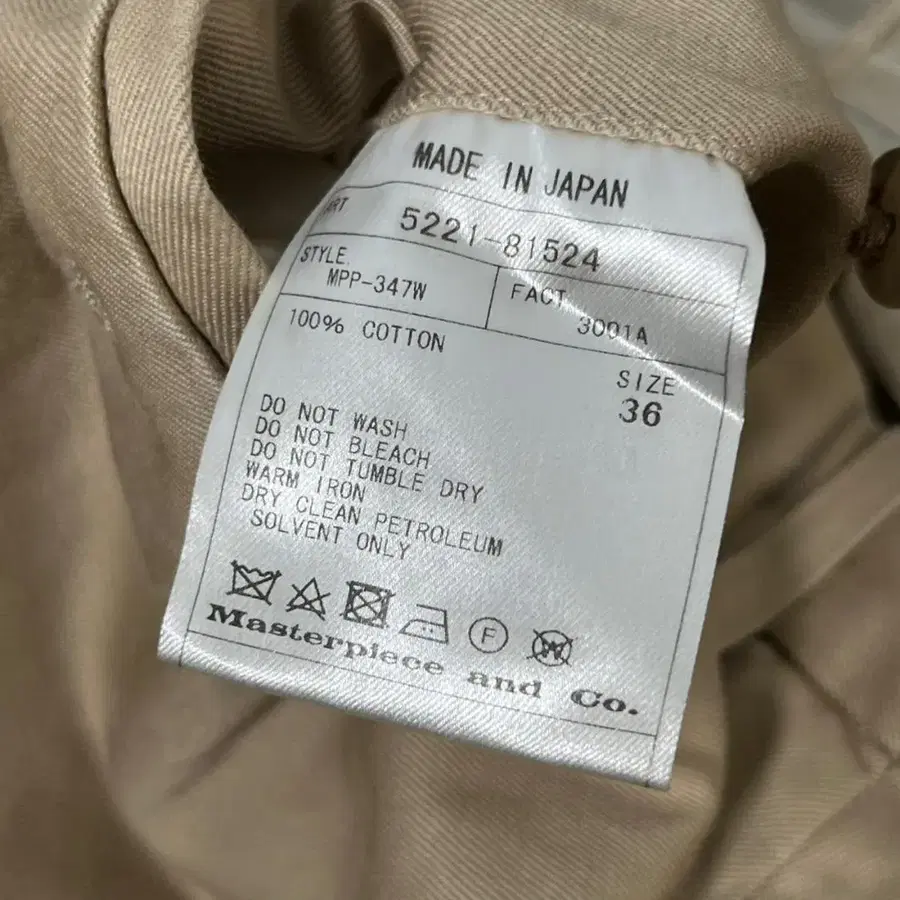 MADE IN JAPAN
ART 5221-81524
STYLE. FACT
MPP-347W 3001A
100% COTTON
SIZE
36
DO NOT WASH
DO NOT BLEACH
DO NOT TUMBLE DRY
WARM IRON
DRY CLEAN PETROLEUM
SOLVENT ONLY
F W
Masterpiece and Co.